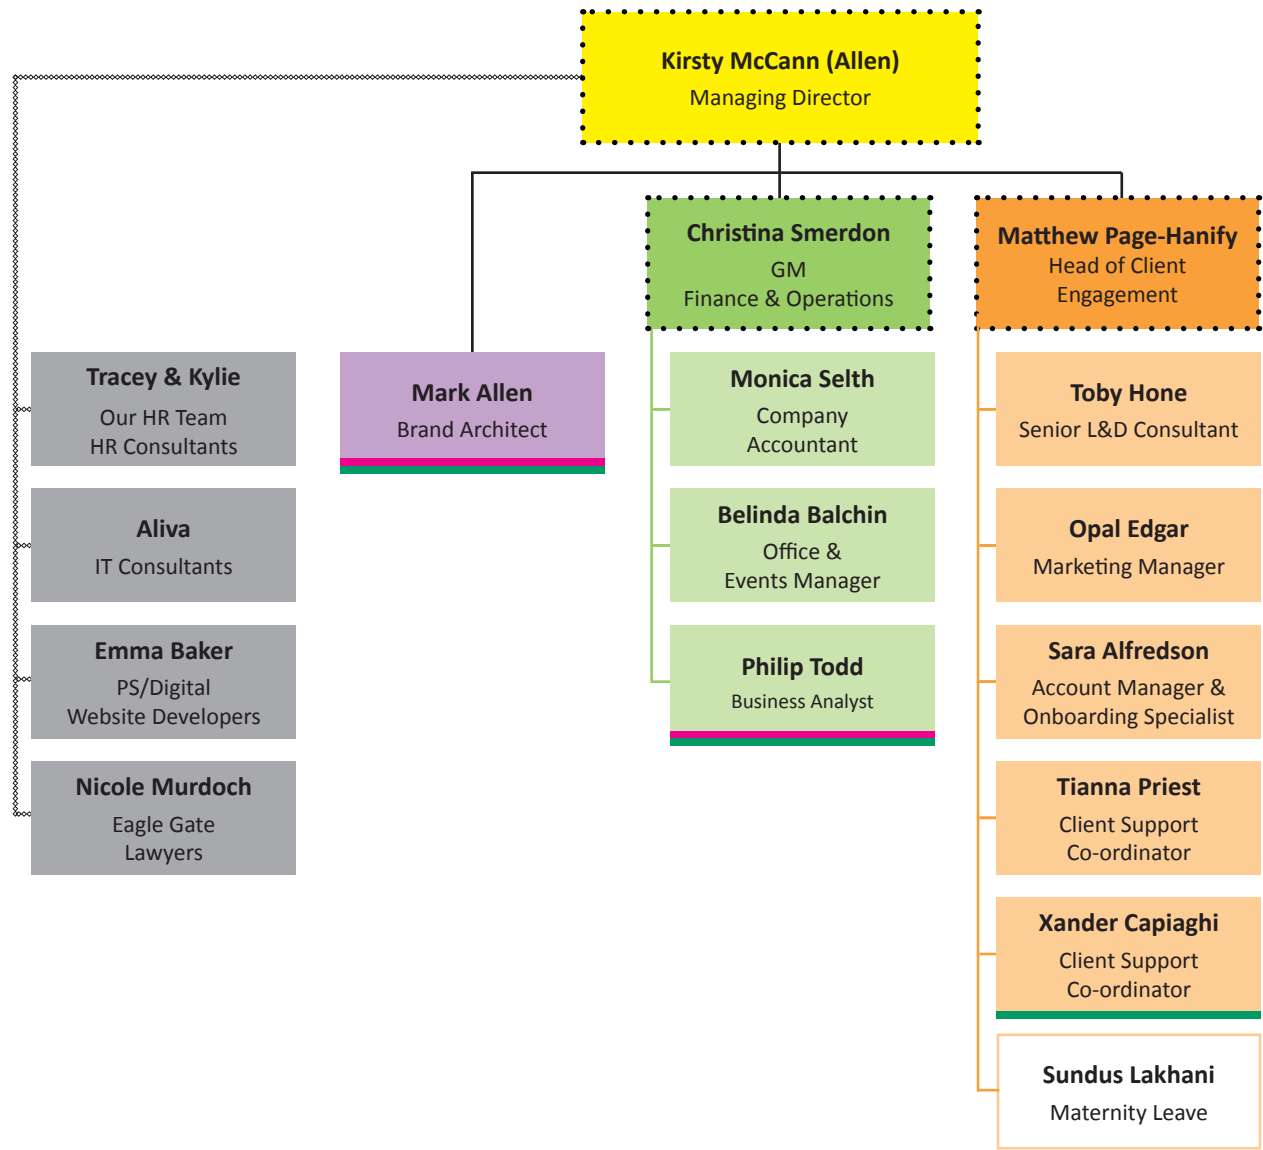 Kirsty McCann (Allen)
Managing Director
Christina Smerdon
GM
Finance & Operations
Matthew Page-Hanify
Head of Client
Engagement
Tracey & Kylie
Our HR Team
HR Consultants
Aliva
IT Consultants
Emma Baker
PS/Digital
Website Developers
Nicole Murdoch
Eagle Gate
Lawyers
Mark Allen
Brand Architect
Monica Selth
Company
Accountant
Belinda Balchin
Office &
Events Manager
Philip Todd
Business Analyst
Toby Hone
Senior L&D Consultant
Opal Edgar
Marketing Manager
Sara Alfredson
Account Manager &
Onboarding Specialist
Tianna Priest
Client Support
Co-ordinator
Xander Capiaghi
Client Support
Co-ordinator
Sundus Lakhani
Maternity Leave